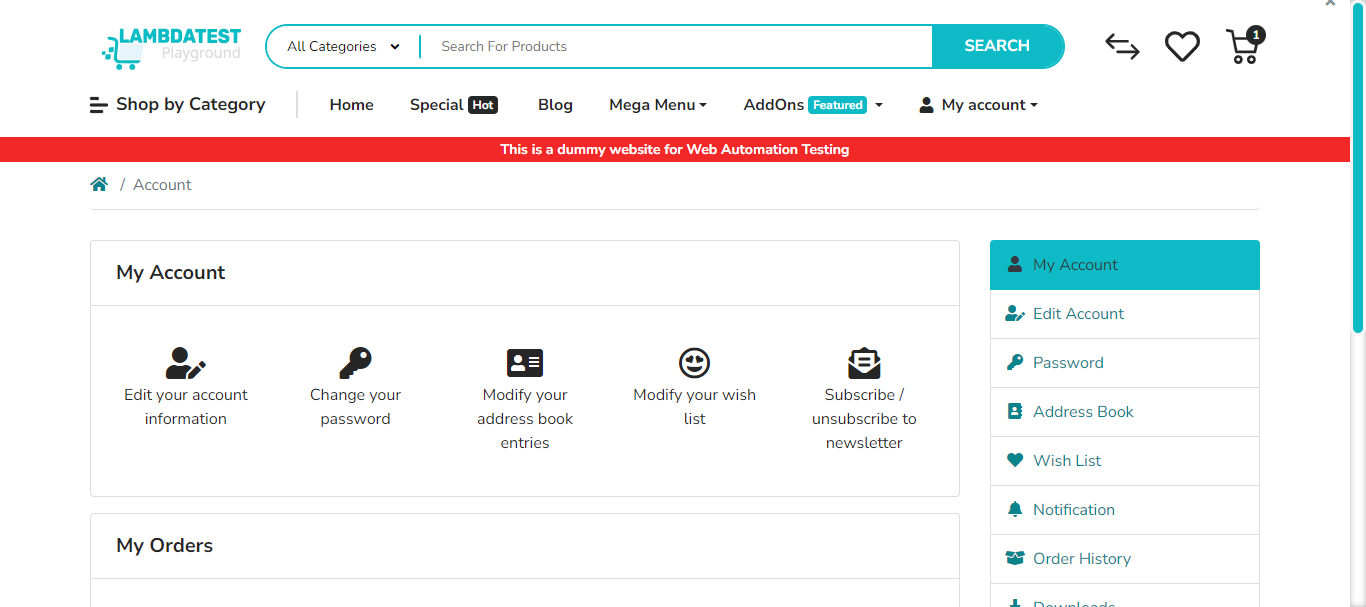 LAMBDATEST
Playground
All Categories
Search For Products
SEARCH
1
Shop by Category
Home
Special Hot
Blog
Mega Menu
AddOns Featured
My account
This is a dummy website for Web Automation Testing
/ Account
My Account
Edit your account
information
Change your
password
Modify your
address book
entries
Modify your wish
list
Subscribe /
unsubscribe to
newsletter
My Orders
My Account
Edit Account
Password
Address Book
Wish List
Notification
Order History
Downloads